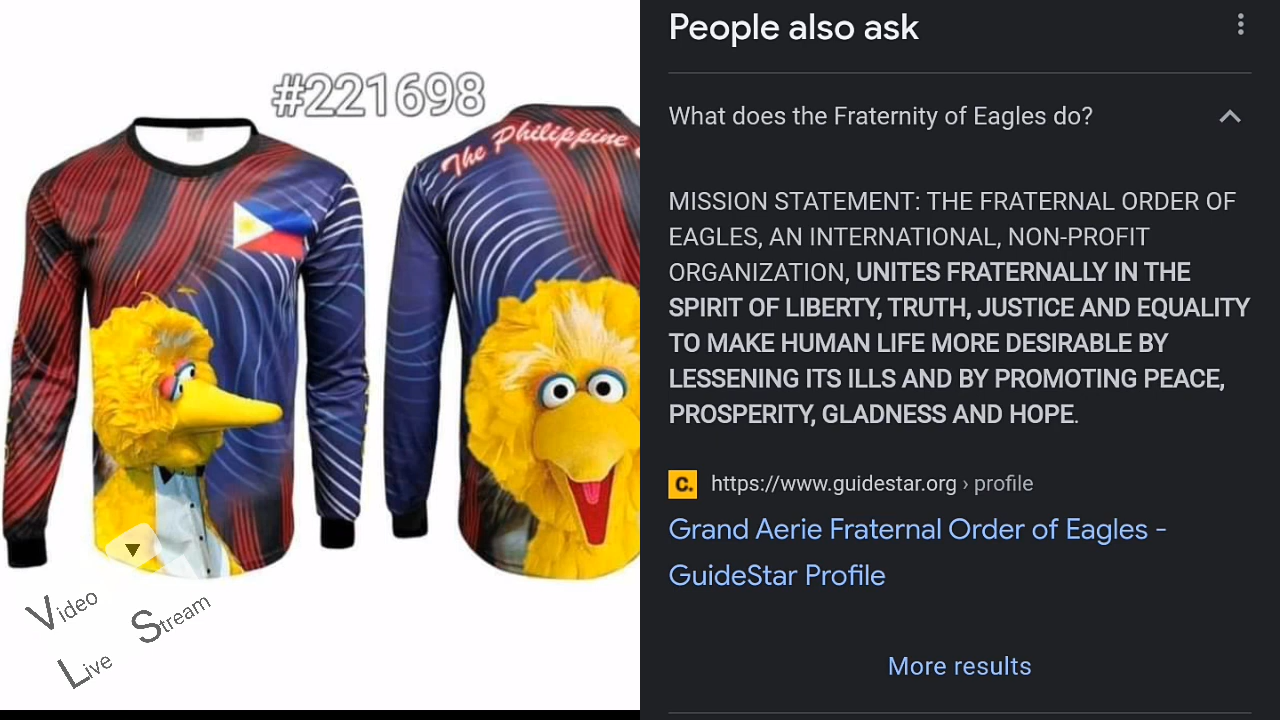 #221698
The Philippine
Video
Stream
Live
People also ask
What does the Fraternity of Eagles do?
MISSION STATEMENT: THE FRATERNAL ORDER OF
EAGLES, AN INTERNATIONAL, NON-PROFIT
ORGANIZATION, UNITES FRATERNALLY IN THE
SPIRIT OF LIBERTY, TRUTH, JUSTICE AND EQUALITY
TO MAKE HUMAN LIFE MORE DESIRABLE BY
LESSENING ITS ILLS AND BY PROMOTING PEACE,
PROSPERITY, GLADNESS AND HOPE.
C.
https://www.guidestar.org › profile
Grand Aerie Fraternal Order of Eagles -
GuideStar Profile
More results